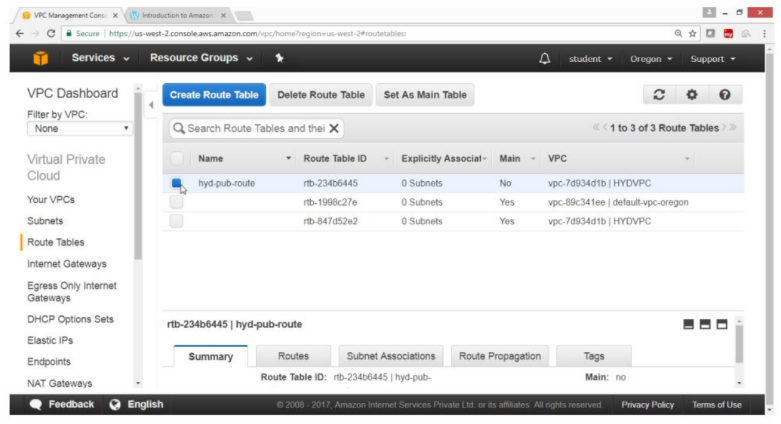 VPC Management Conso
Introduction to Amazon
Secure | https://us-west-2.console.aws.amazon.com/vpc/home?region=us-west-2#routetables:
Services
Resource Groups
student
Oregon
Support
VPC Dashboard
Filter by VPC:
None
Virtual Private
Cloud
Your VPCs
Subnets
Route Tables
Internet Gateways
Egress Only Internet
Gateways
DHCP Options Sets
Elastic IPs
Endpoints
NAT Gateways
Create Route Table
Delete Route Table
Set As Main Table
Search Route Tables and thei X
1 to 3 of 3 Route Tables
Name Route Table ID Explicitly Associat Main VPC
hyd-pub-route rtb-234b6445 0 Subnets No vpc-7d934d1b | HYDVPC
rtb-1998c27e 0 Subnets Yes vpc-89c341ee | default-vpc-oregon
rtb-847d52e2 0 Subnets Yes vpc-7d934d1b | HYDVPC
rtb-234b6445 | hyd-pub-route
Summary
Routes
Subnet Associations
Route Propagation
Tags
Route Table ID: rtb-234b6445 | hyd-pub-
Main: no
Feedback
English
© 2008 - 2017, Amazon Internet Services Private Ltd. or its affiliates. All rights reserved.
Privacy Policy
Terms of Use